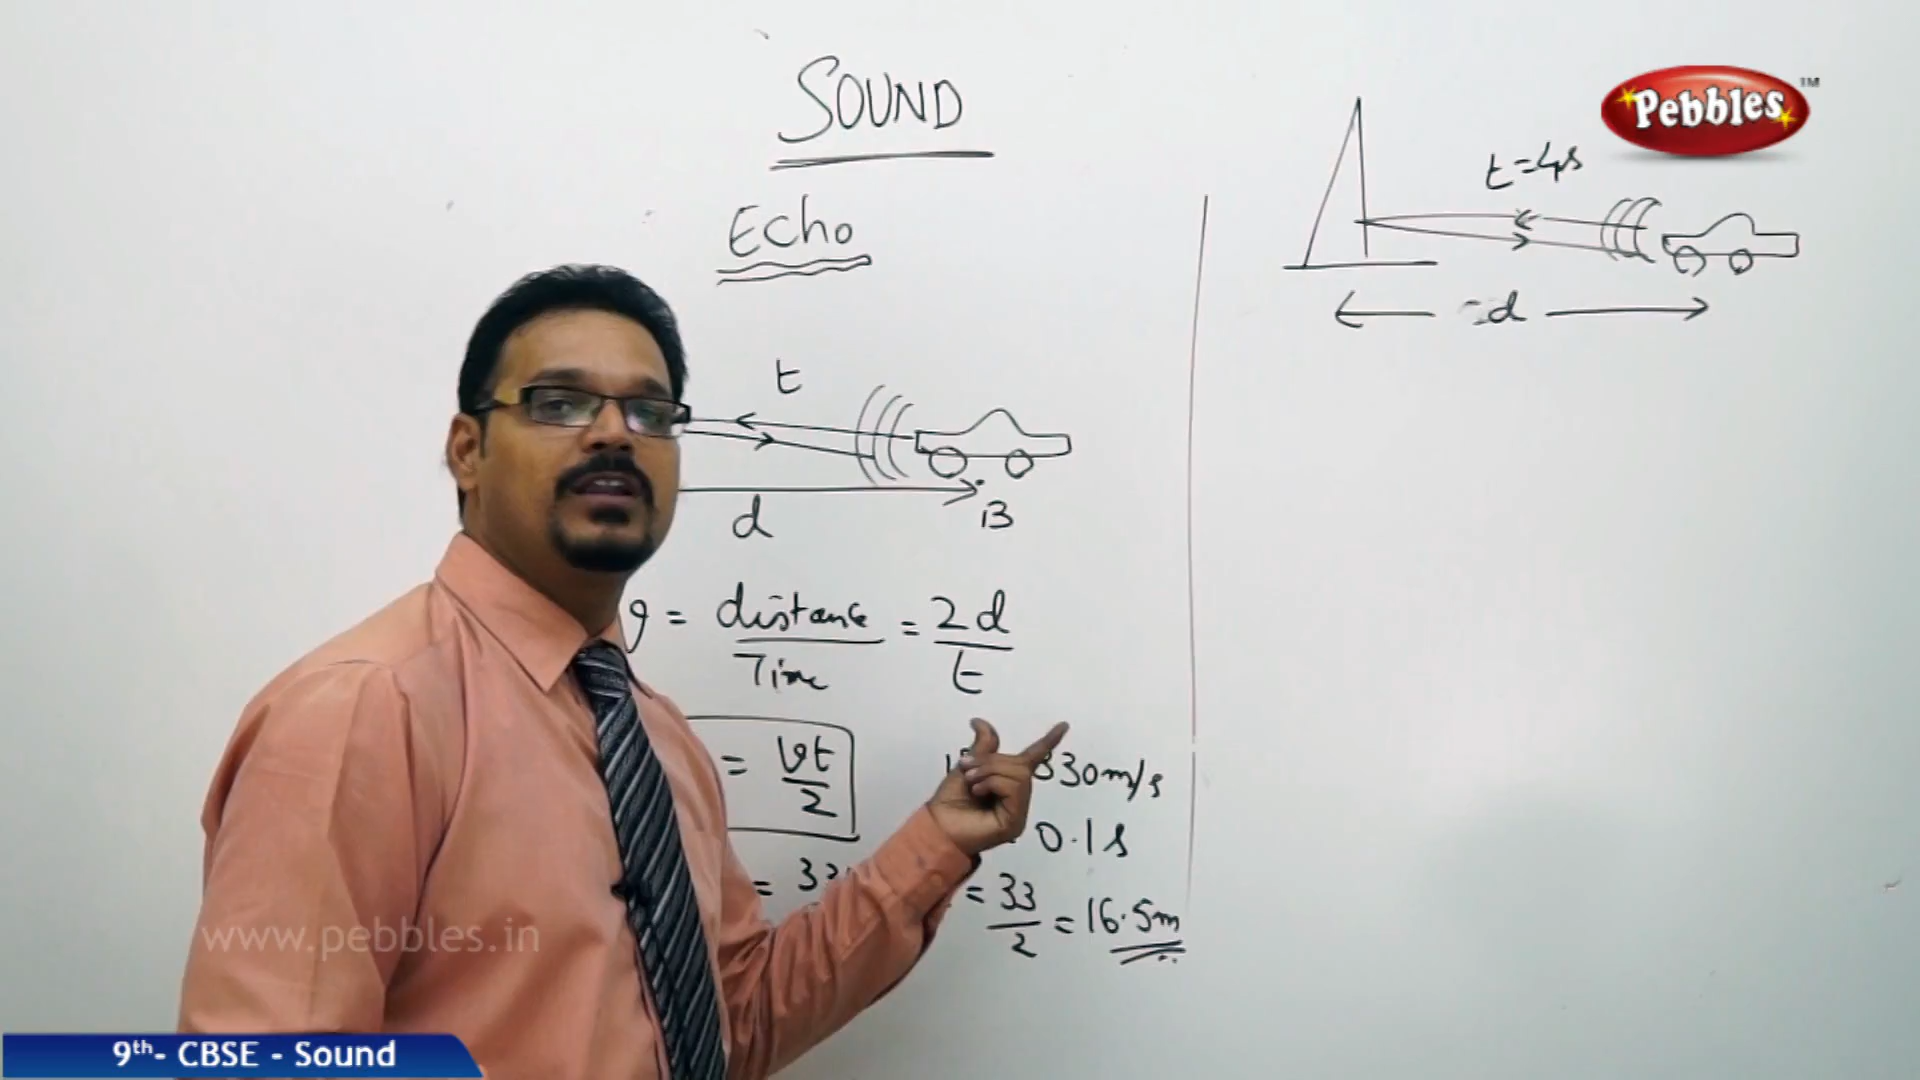 SOUND
Echo
t
d
B
= distance / Time = 2d / t
= vt / 2
330m/s
0.1s
= 33 / 2 = 16.5m
t=4s
d
Pebbles™
www.pebbles.in
9th- CBSE - Sound